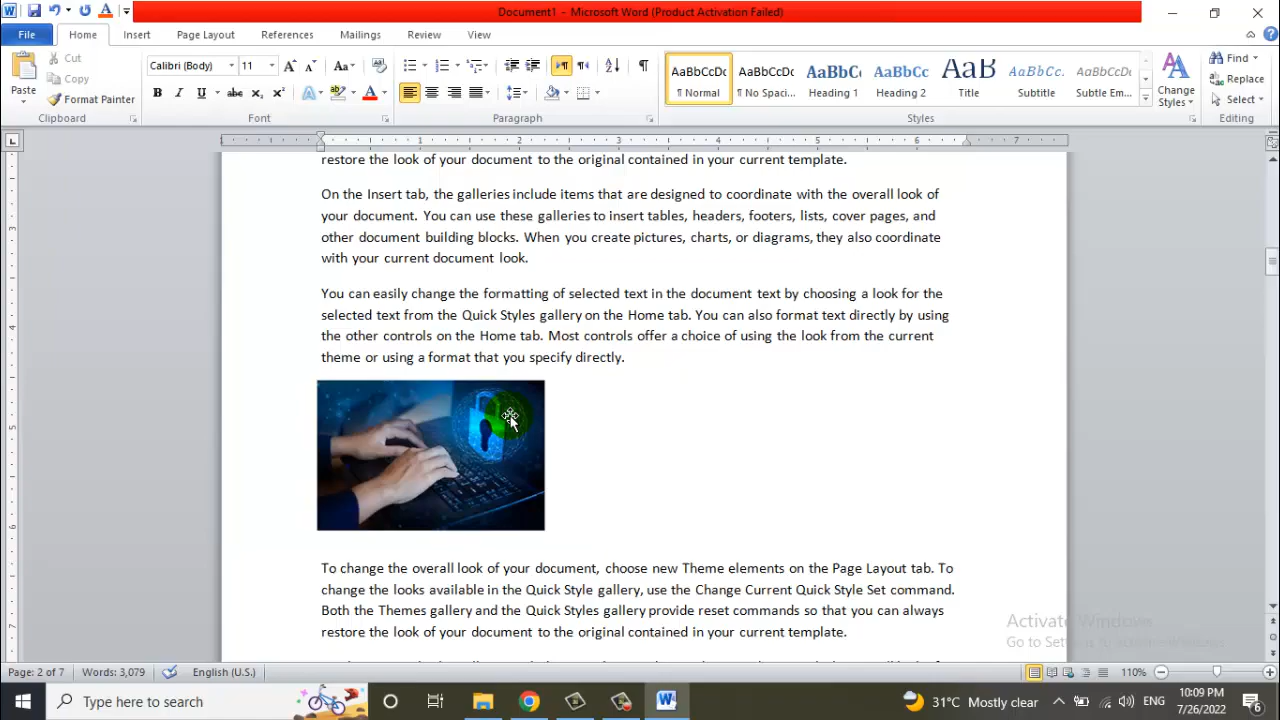 Document1 - Microsoft Word (Product Activation Failed)
File Home Insert Page Layout References Mailings Review View
Paste
Cut
Copy
Format Painter
Clipboard
Calibri (Body) 11
Font
Paragraph
AaBbCcDc AaBbCcDc AaBbC AaBbCc AaB AaBbCc. AaBbCcDc
¶ Normal ¶ No Spaci... Heading 1 Heading 2 Title Subtitle Subtle Em...
Change
Styles
Styles
Find
Replace
Select
Editing
1 1 2 3 4 5 6 7
restore the look of your document to the original contained in your current template.
On the Insert tab, the galleries include items that are designed to coordinate with the overall look of
your document. You can use these galleries to insert tables, headers, footers, lists, cover pages, and
other document building blocks. When you create pictures, charts, or diagrams, they also coordinate
with your current document look.
You can easily change the formatting of selected text in the document text by choosing a look for the
selected text from the Quick Styles gallery on the Home tab. You can also format text directly by using
the other controls on the Home tab. Most controls offer a choice of using the look from the current
theme or using a format that you specify directly.
To change the overall look of your document, choose new Theme elements on the Page Layout tab. To
change the looks available in the Quick Style gallery, use the Change Current Quick Style Set command.
Both the Themes gallery and the Quick Styles gallery provide reset commands so that you can always
restore the look of your document to the original contained in your current template.
Activate Windows
Go to Settings to activate Windows.
Page: 2 of 7 Words: 3,079 English (U.S.) 110%
Type here to search
31°C Mostly clear ENG
10:09 PM
7/26/2022
6